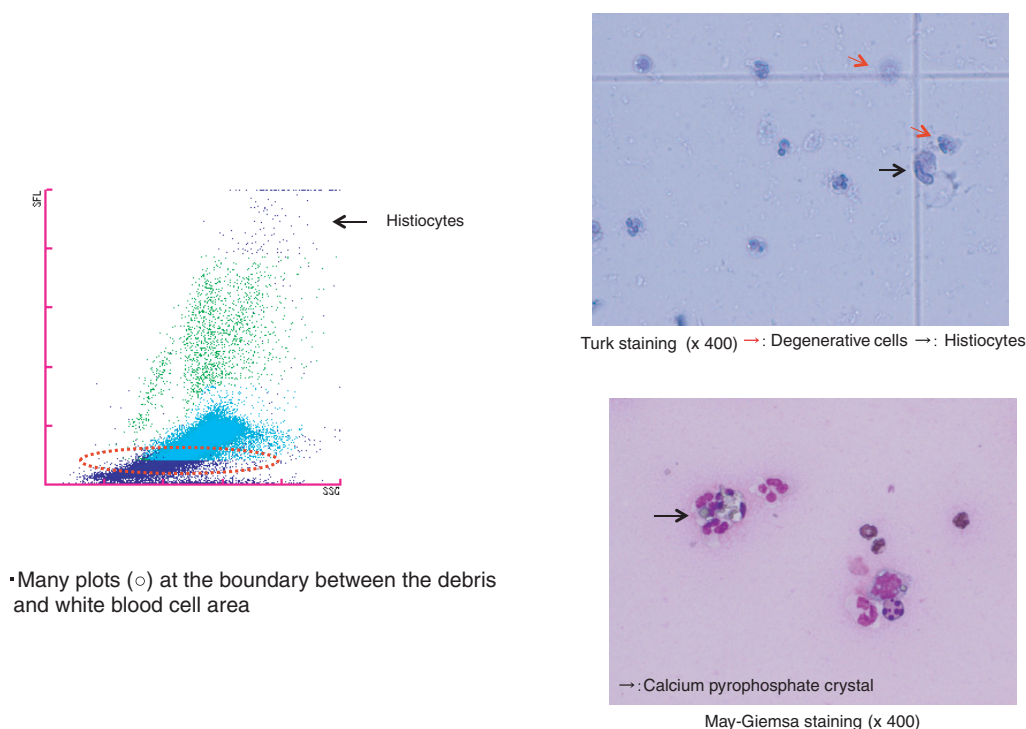 SFL
Histiocytes
SSC
▪Many plots (○) at the boundary between the debris
and white blood cell area
Turk staining (x 400) →: Degenerative cells →: Histiocytes
→:Calcium pyrophosphate crystal
May-Giemsa staining (x 400)